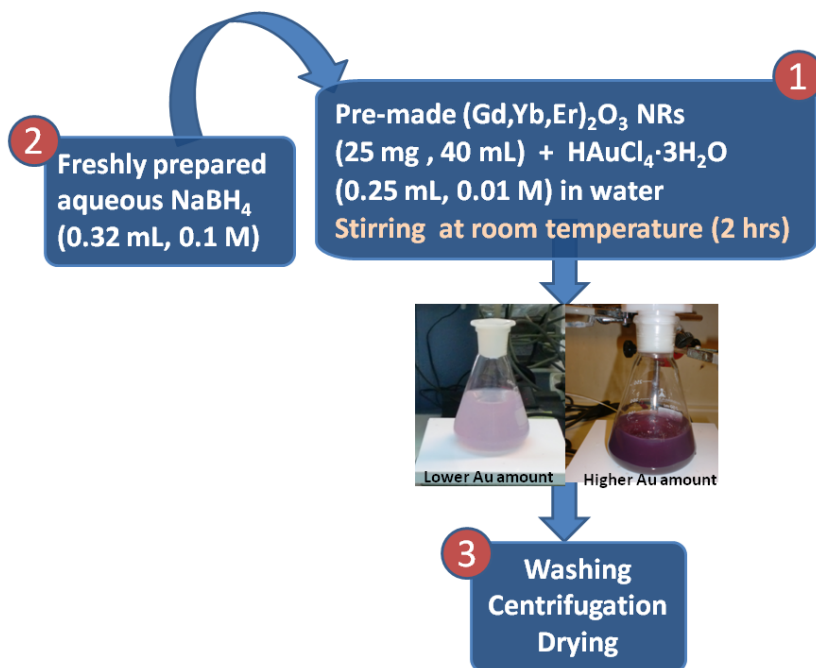 1
Pre-made (Gd,Yb,Er)₂O₃ NRs
(25 mg , 40 mL) + HAuCl₄·3H₂O
(0.25 mL, 0.01 M) in water
Stirring at room temperature (2 hrs)
2
Freshly prepared
aqueous NaBH₄
(0.32 mL, 0.1 M)
Lower Au amount
Higher Au amount
3
Washing
Centrifugation
Drying